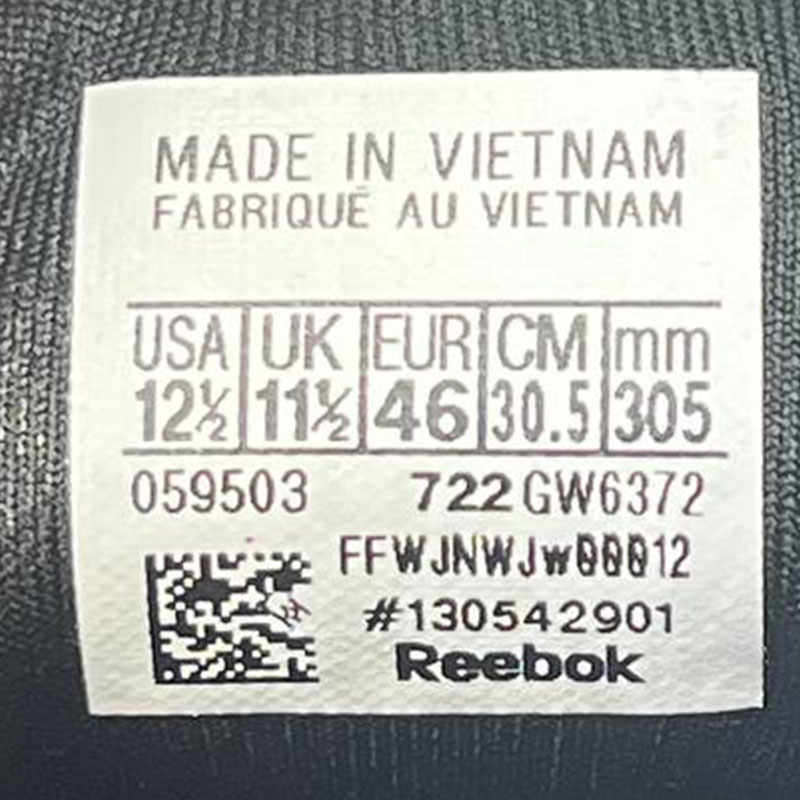 MADE IN VIETNAM
FABRIQUÉ AU VIETNAM
USA UK EUR CM mm
12½ 11½ 46 30.5 305
059503 722 GW6372
FFWJNWJw00012
#130542901
Reebok